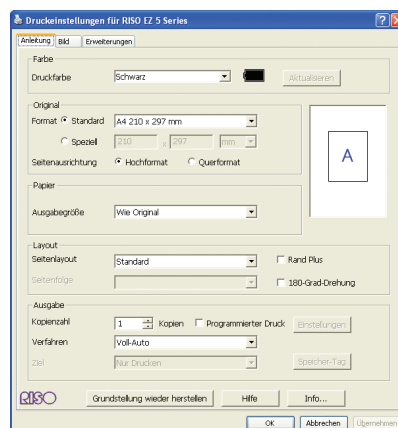 Druckeinstellungen für RISO EZ 5 Series
Anleitung Bild Erweiterungen
Farbe
Druckfarbe Schwarz Aktualisieren
Original
Format Standard A4 210 x 297 mm
Speziell 210 x 297 mm
Seitenausrichtung Hochformat Querformat
A
Papier
Ausgabegröße Wie Original
Layout
Seitenlayout Standard Rand Plus
Seitenfolge 180-Grad-Drehung
Ausgabe
Kopienzahl 1 Kopien Programmierter Druck Einstellungen
Verfahren Voll-Auto
Ziel Nur Drucken Speicher-Tag
RISO Grundstellung wieder herstellen Hilfe Info...
OK Abbrechen Übernehmen